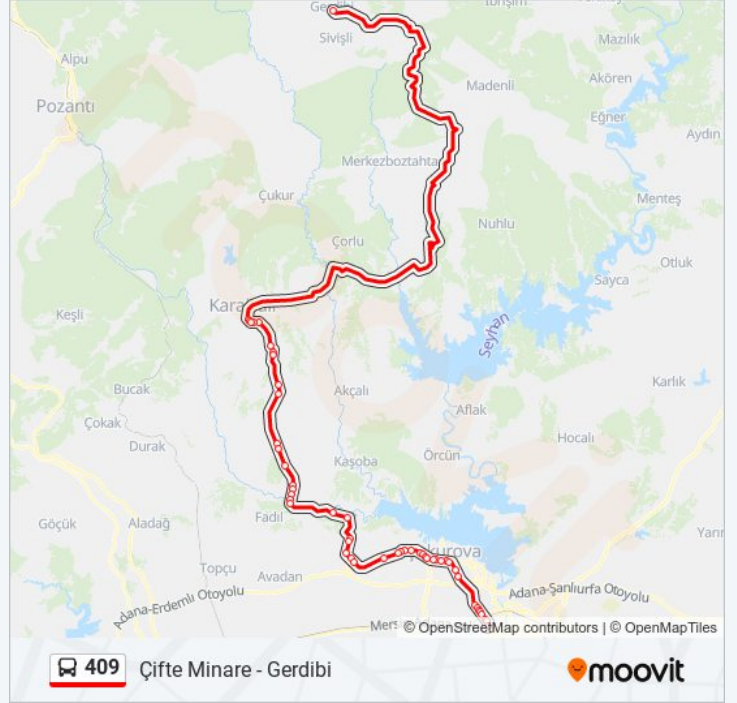 Sivişli
Mazılık
Alpu
Akören
Madenli
Pozantı
Eğner
Aydın
Merkezboztahta
Çukur
Menteş
Nuhlu
Çorlu
Otluk
Sayca
Keşli
Seyhan
Karlık
Bucak
Akçalı
Aflak
Çokak
Hocalı
Durak
Örcün
Kaşoba
Fadıl
Göçük
Aladağ
Topçu
Avadan
Adana-Şanlıurfa Otoyolu
Adana-Erdemli Otoyolu
© OpenStreetMap contributors | © OpenMapTiles
409 Çifte Minare - Gerdibi
moovit